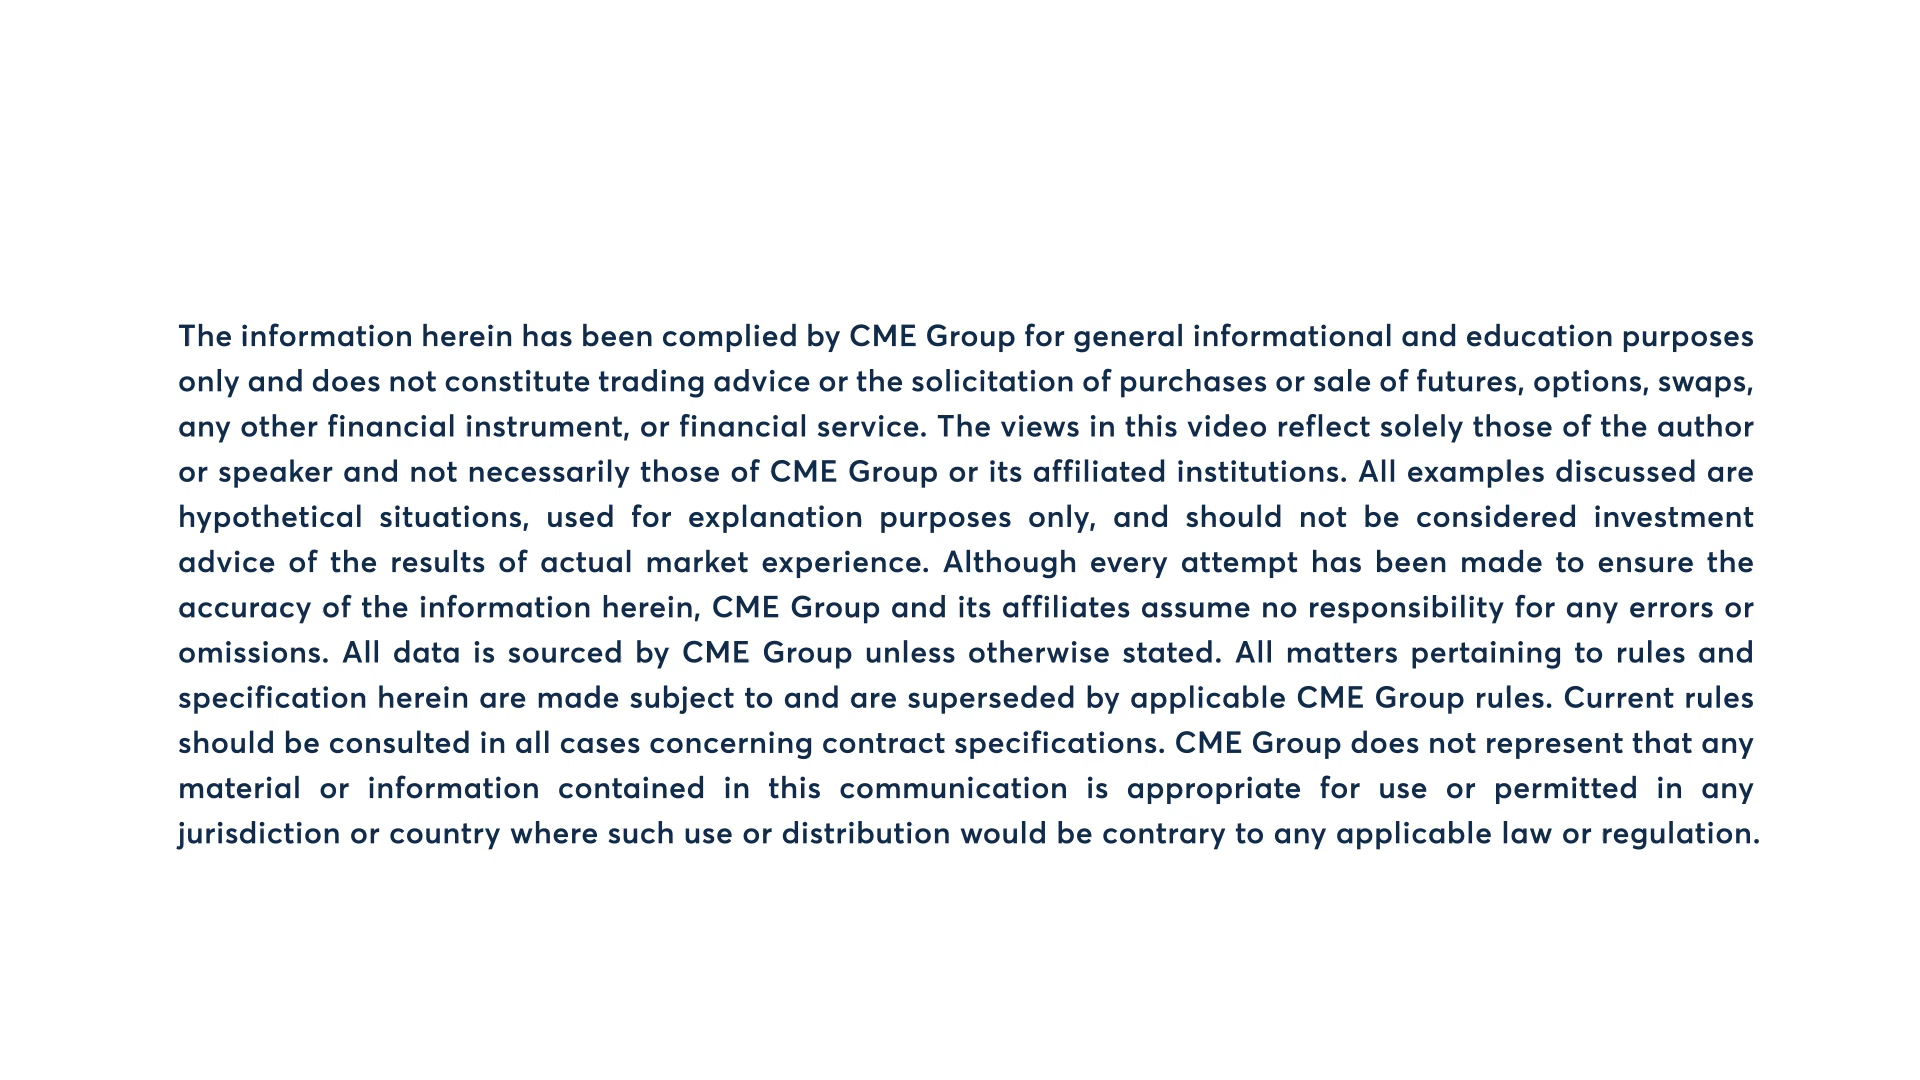 The information herein has been complied by CME Group for general informational and education purposes
only and does not constitute trading advice or the solicitation of purchases or sale of futures, options, swaps,
any other financial instrument, or financial service. The views in this video reflect solely those of the author
or speaker and not necessarily those of CME Group or its affiliated institutions. All examples discussed are
hypothetical situations, used for explanation purposes only, and should not be considered investment
advice of the results of actual market experience. Although every attempt has been made to ensure the
accuracy of the information herein, CME Group and its affiliates assume no responsibility for any errors or
omissions. All data is sourced by CME Group unless otherwise stated. All matters pertaining to rules and
specification herein are made subject to and are superseded by applicable CME Group rules. Current rules
should be consulted in all cases concerning contract specifications. CME Group does not represent that any
material or information contained in this communication is appropriate for use or permitted in any
jurisdiction or country where such use or distribution would be contrary to any applicable law or regulation.